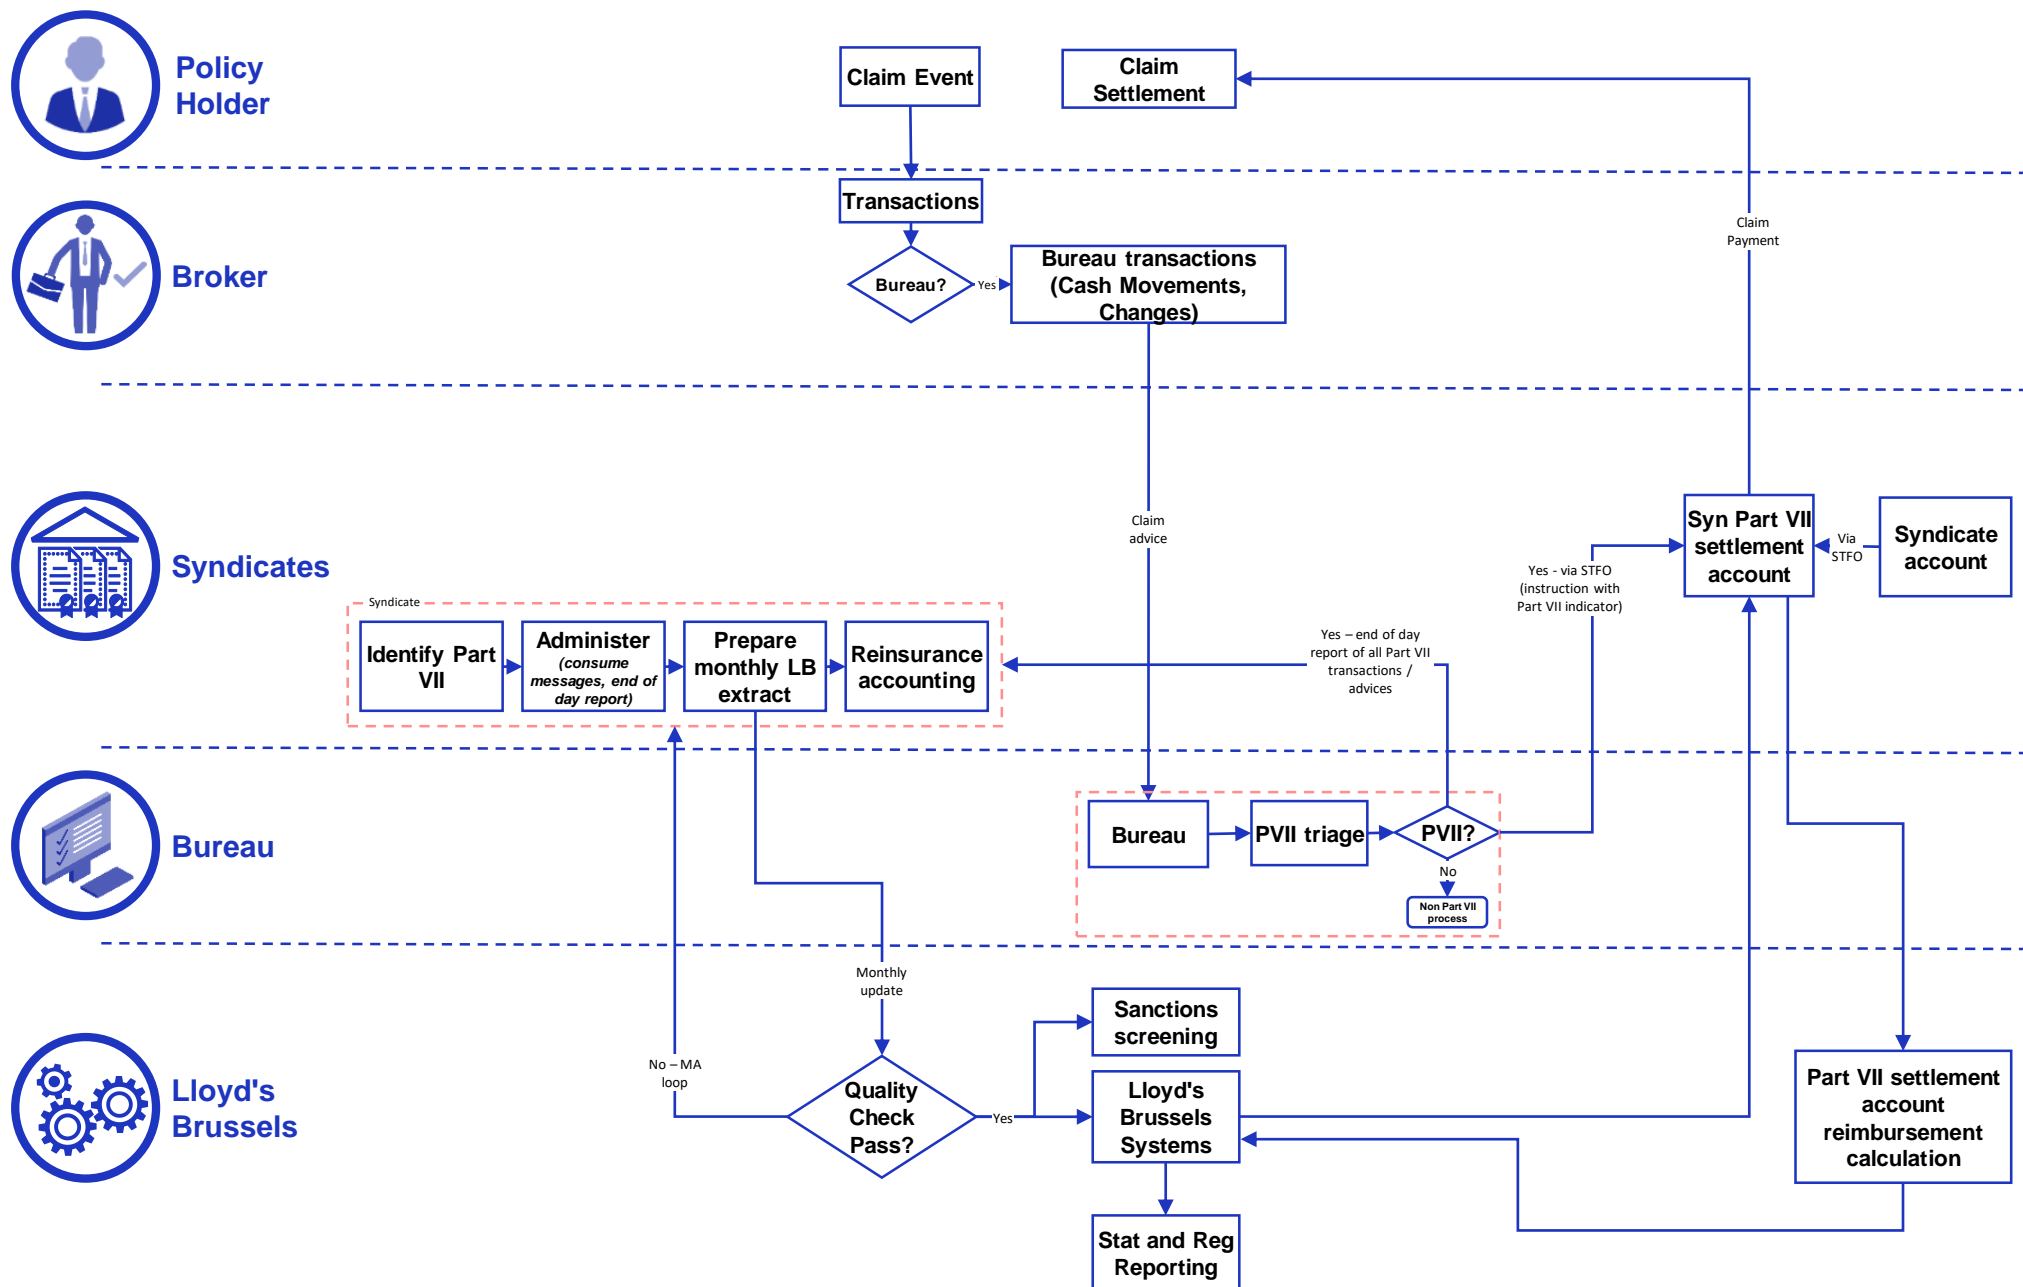 Policy
Holder
Claim Event
Claim
Settlement
Transactions
Broker
Bureau?
Yes
Bureau transactions
(Cash Movements,
Changes)
Claim
Payment
Syndicates
Claim
advice
Syn Part VII
settlement
account
Via
STFO
Syndicate
account
Yes - via STFO
(instruction with
Part VII indicator)
Syndicate
Identify Part
VII
Administer
(consume
messages, end of
day report)
Prepare
monthly LB
extract
Reinsurance
accounting
Yes – end of day
report of all Part VII
transactions /
advices
Bureau
Bureau
PVII triage
PVII?
No
Non Part VII
process
Monthly
update
Lloyd's
Brussels
No – MA
loop
Quality
Check
Pass?
Yes
Sanctions
screening
Lloyd's
Brussels
Systems
Stat and Reg
Reporting
Part VII settlement
account
reimbursement
calculation